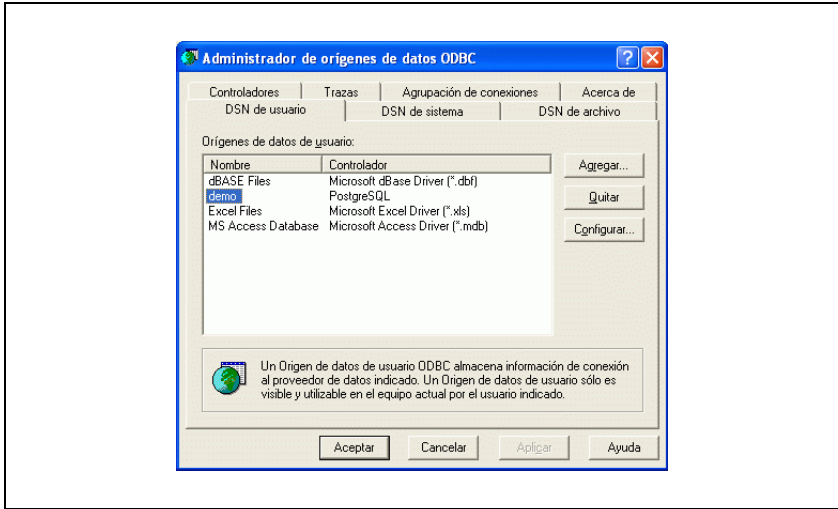 Administrador de orígenes de datos ODBC
Controladores Trazas Agrupación de conexiones Acerca de
DSN de usuario DSN de sistema DSN de archivo
Orígenes de datos de usuario:
Nombre Controlador
dBASE Files Microsoft dBase Driver (*.dbf)
demo PostgreSQL
Excel Files Microsoft Excel Driver (*.xls)
MS Access Database Microsoft Access Driver (*.mdb)
Agregar...
Quitar
Configurar...
Un Origen de datos de usuario ODBC almacena información de conexión
al proveedor de datos indicado. Un Origen de datos de usuario sólo es
visible y utilizable en el equipo actual por el usuario indicado.
Aceptar Cancelar Aplicar Ayuda